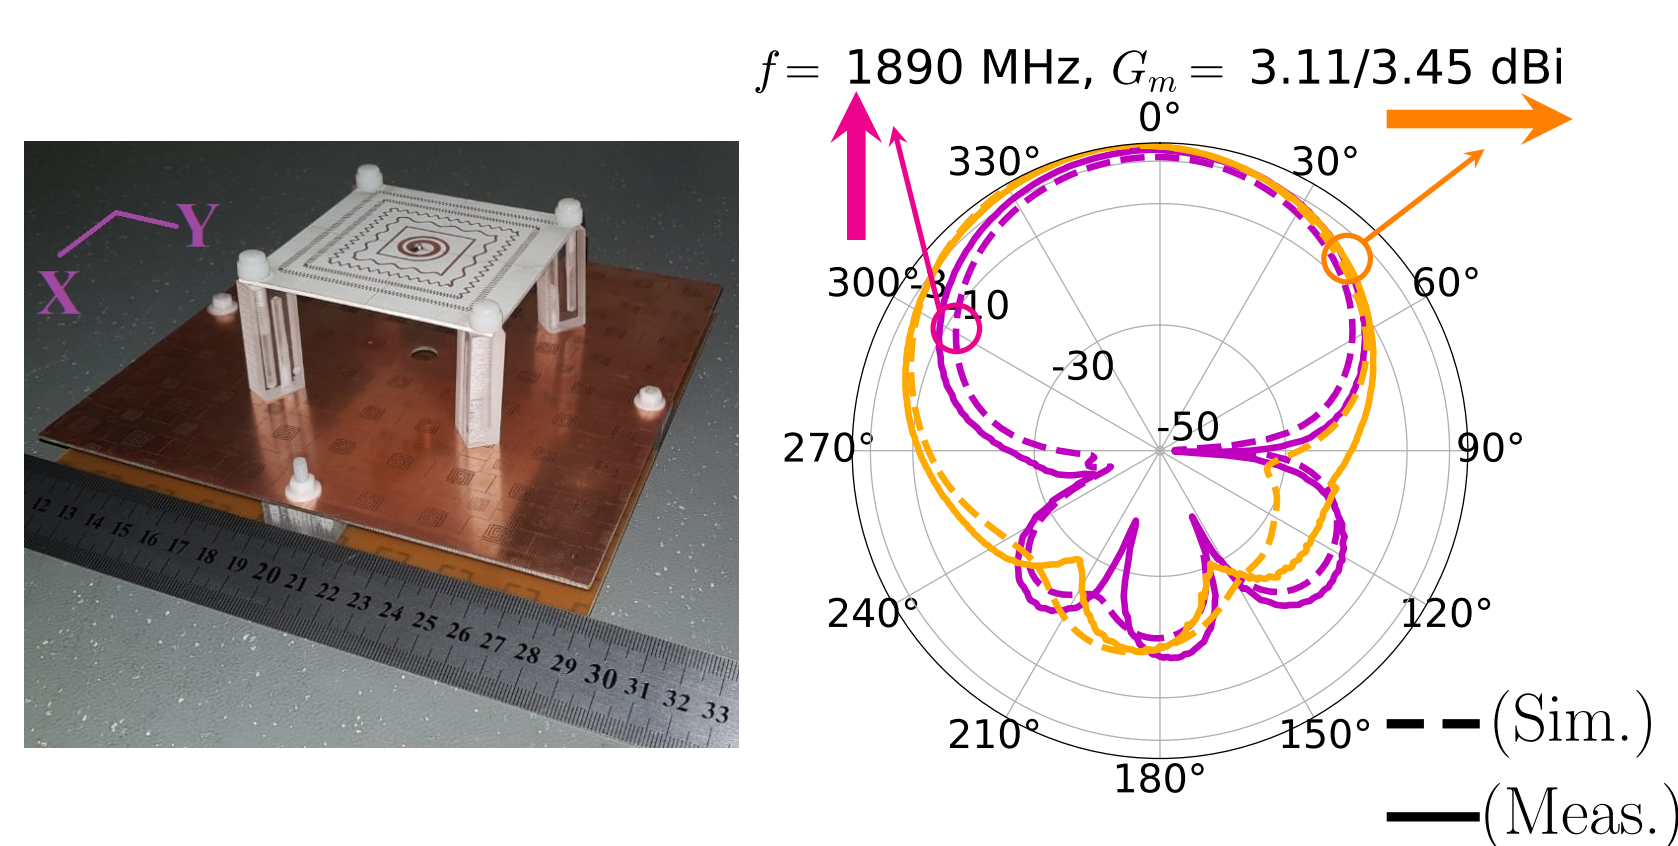 f = 1890 MHz, Gₘ = 3.11/3.45 dBi
0°
330° 30°
Y
X
300° -3 60°
-10
-30
-50
270° 90°
12 13 14 15 16 17 18 19 20 21 22 23 24 25 26 27 28 29 30 31 32 33
240° 120°
210° 150°
180°
(Sim.)
(Meas.)